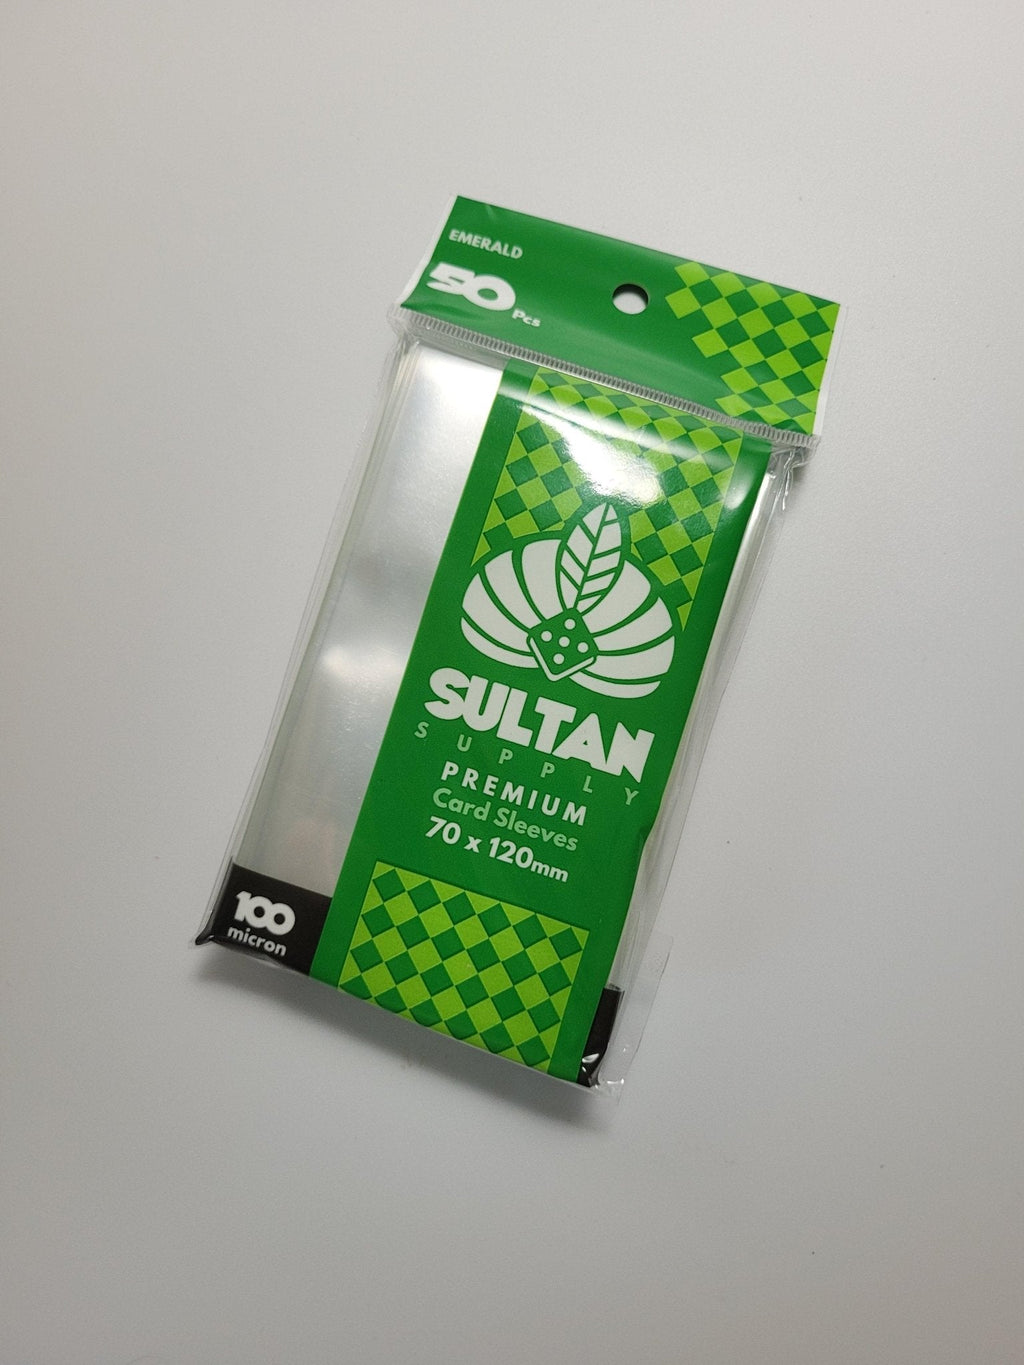 EMERALD
50 Pcs
SULTAN
SUPPLY
PREMIUM
Card Sleeves
70 x 120mm
100
micron